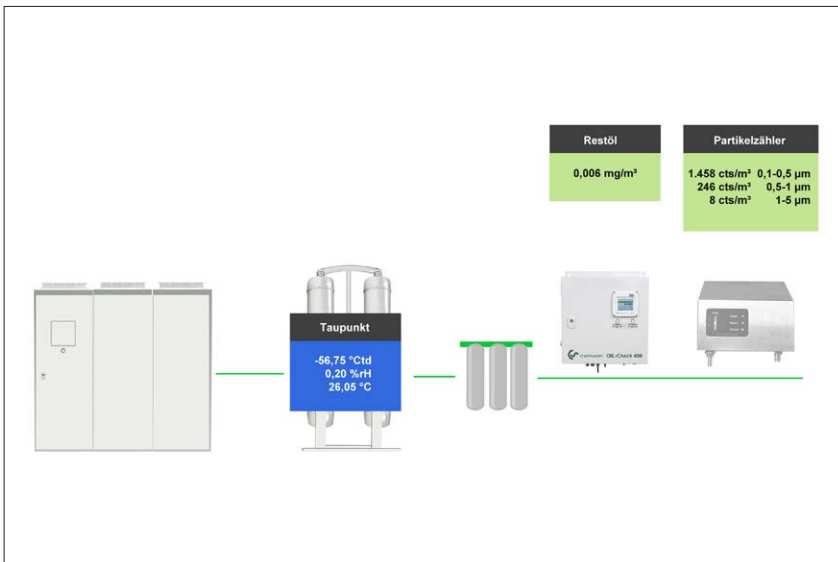 Restöl
0,006 mg/m³
Partikelzähler
1.458 cts/m³ 0,1-0,5 µm
246 cts/m³ 0,5-1 µm
8 cts/m³ 1-5 µm
Taupunkt
-56,75 °Ctd
0,20 %rH
26,05 °C
OIL-Check 400